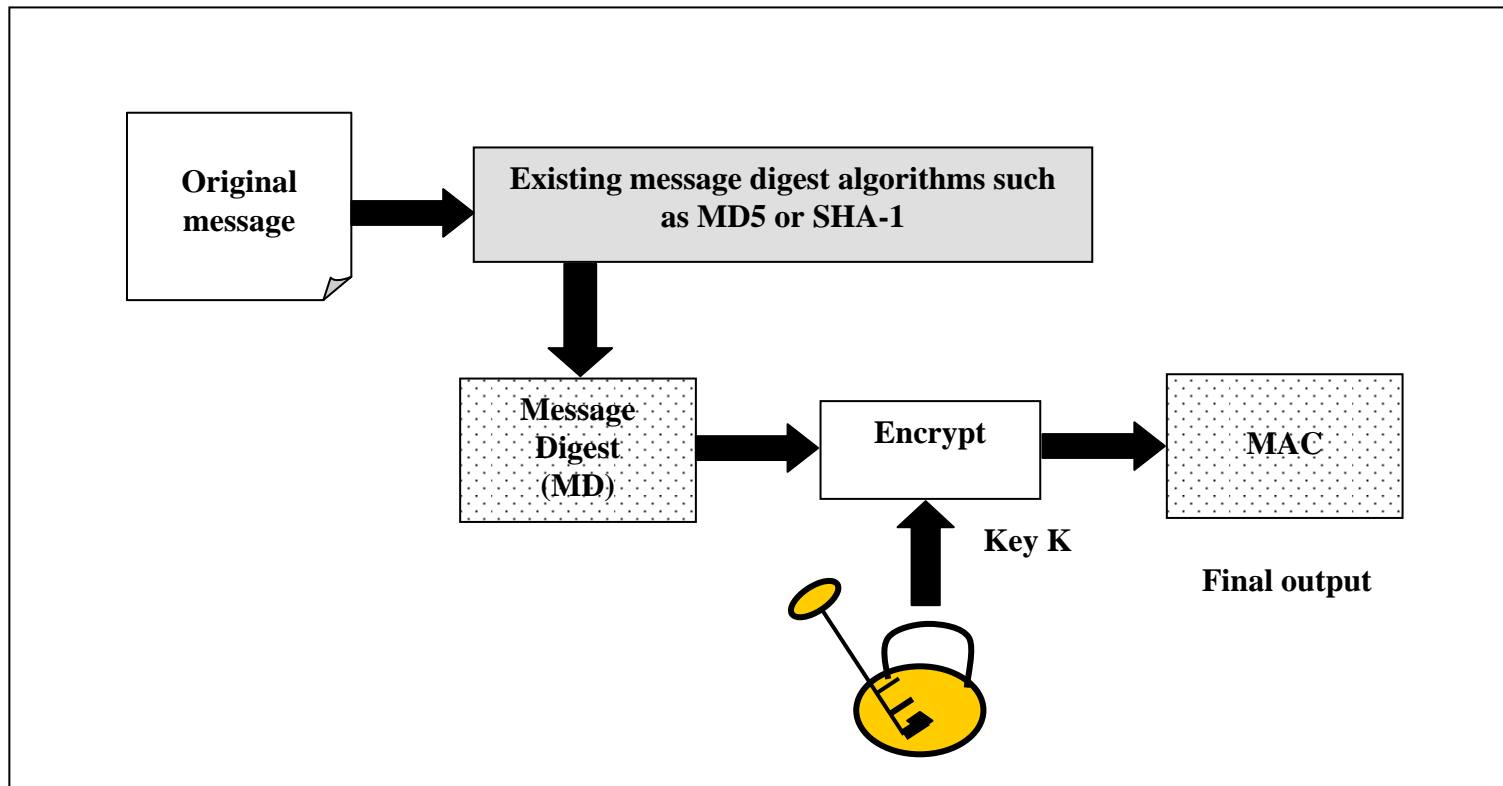 Original
message
Existing message digest algorithms such
as MD5 or SHA-1
Message
Digest
(MD)
Encrypt
MAC
Key K
Final output